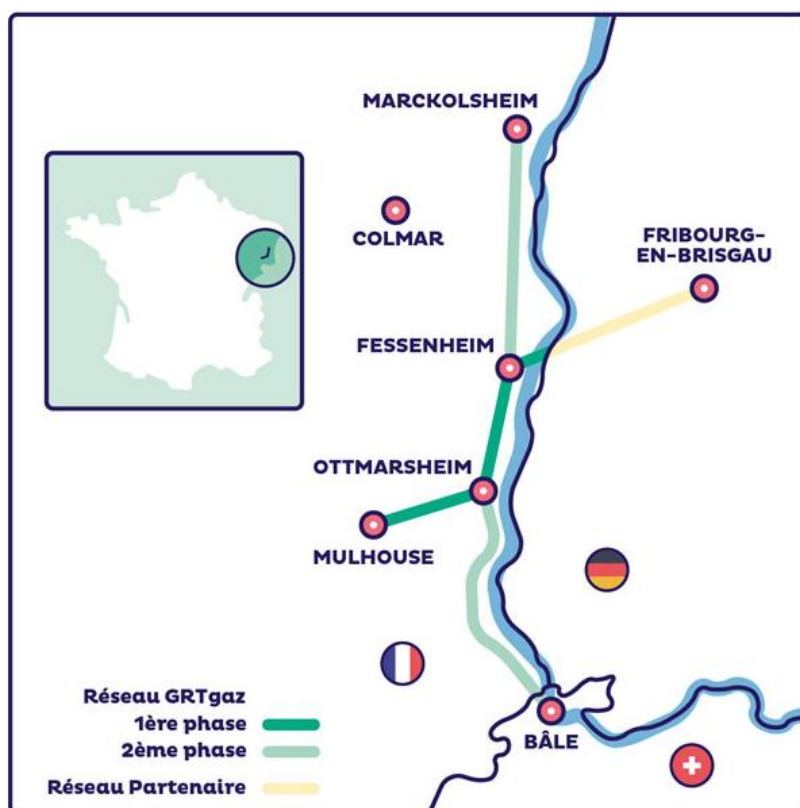 MARCKOLSHEIM
COLMAR
FRIBOURG-
EN-BRISGAU
FESSENHEIM
OTTMARSHEIM
MULHOUSE
Réseau GRTgaz
1ère phase
2ème phase
Réseau Partenaire
BÂLE